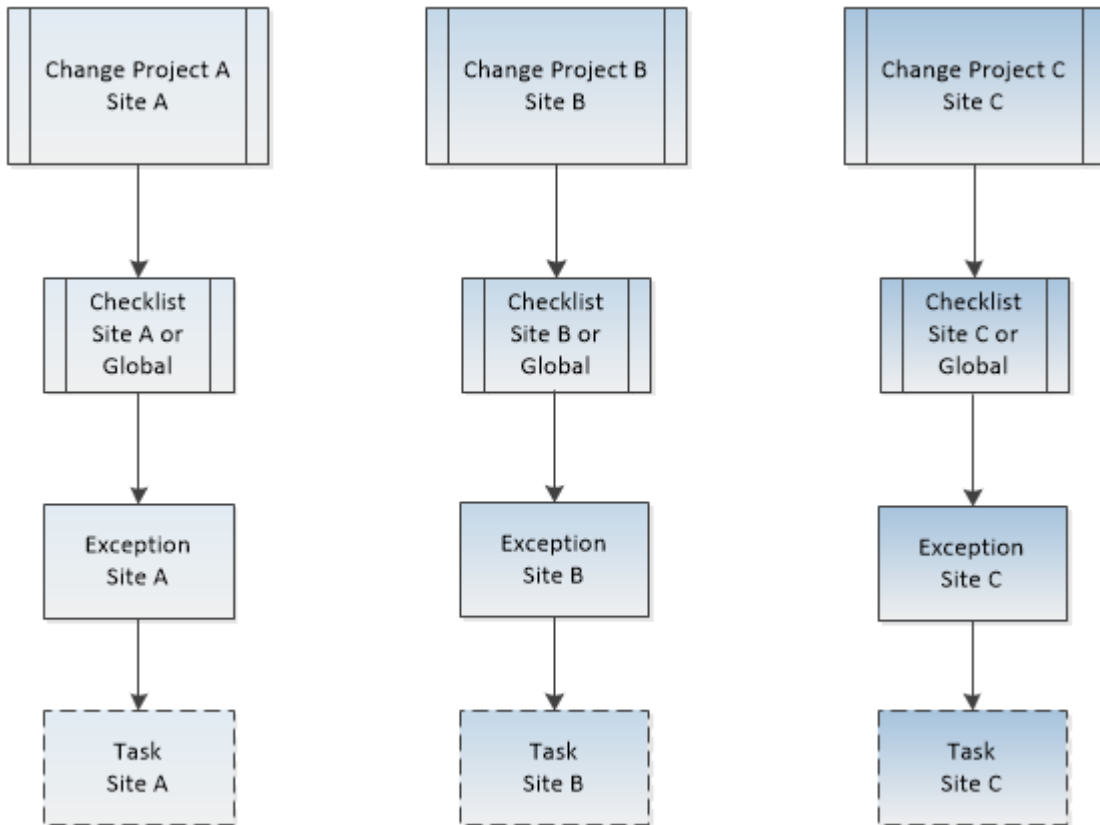 Change Project A
Site A
Change Project B
Site B
Change Project C
Site C
Checklist
Site A or
Global
Checklist
Site B or
Global
Checklist
Site C or
Global
Exception
Site A
Exception
Site B
Exception
Site C
Task
Site A
Task
Site B
Task
Site C